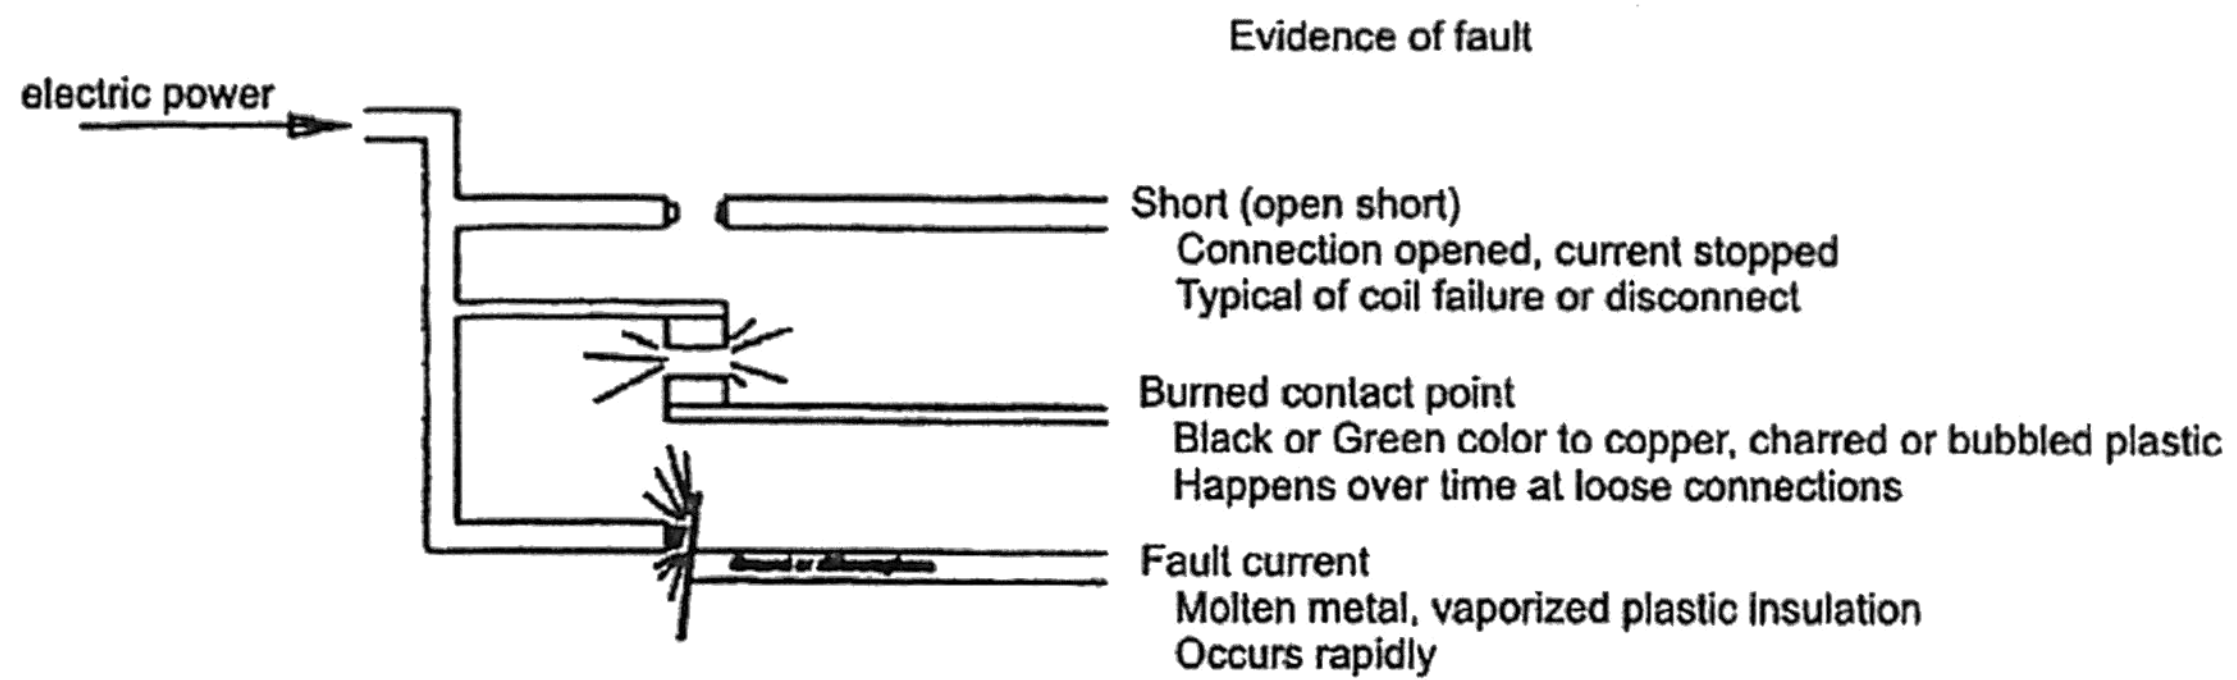 Evidence of fault
electric power
Short (open short)
Connection opened, current stopped
Typical of coil failure or disconnect
Burned contact point
Black or Green color to copper, charred or bubbled plastic
Happens over time at loose connections
Fault current
Molten metal, vaporized plastic insulation
Occurs rapidly